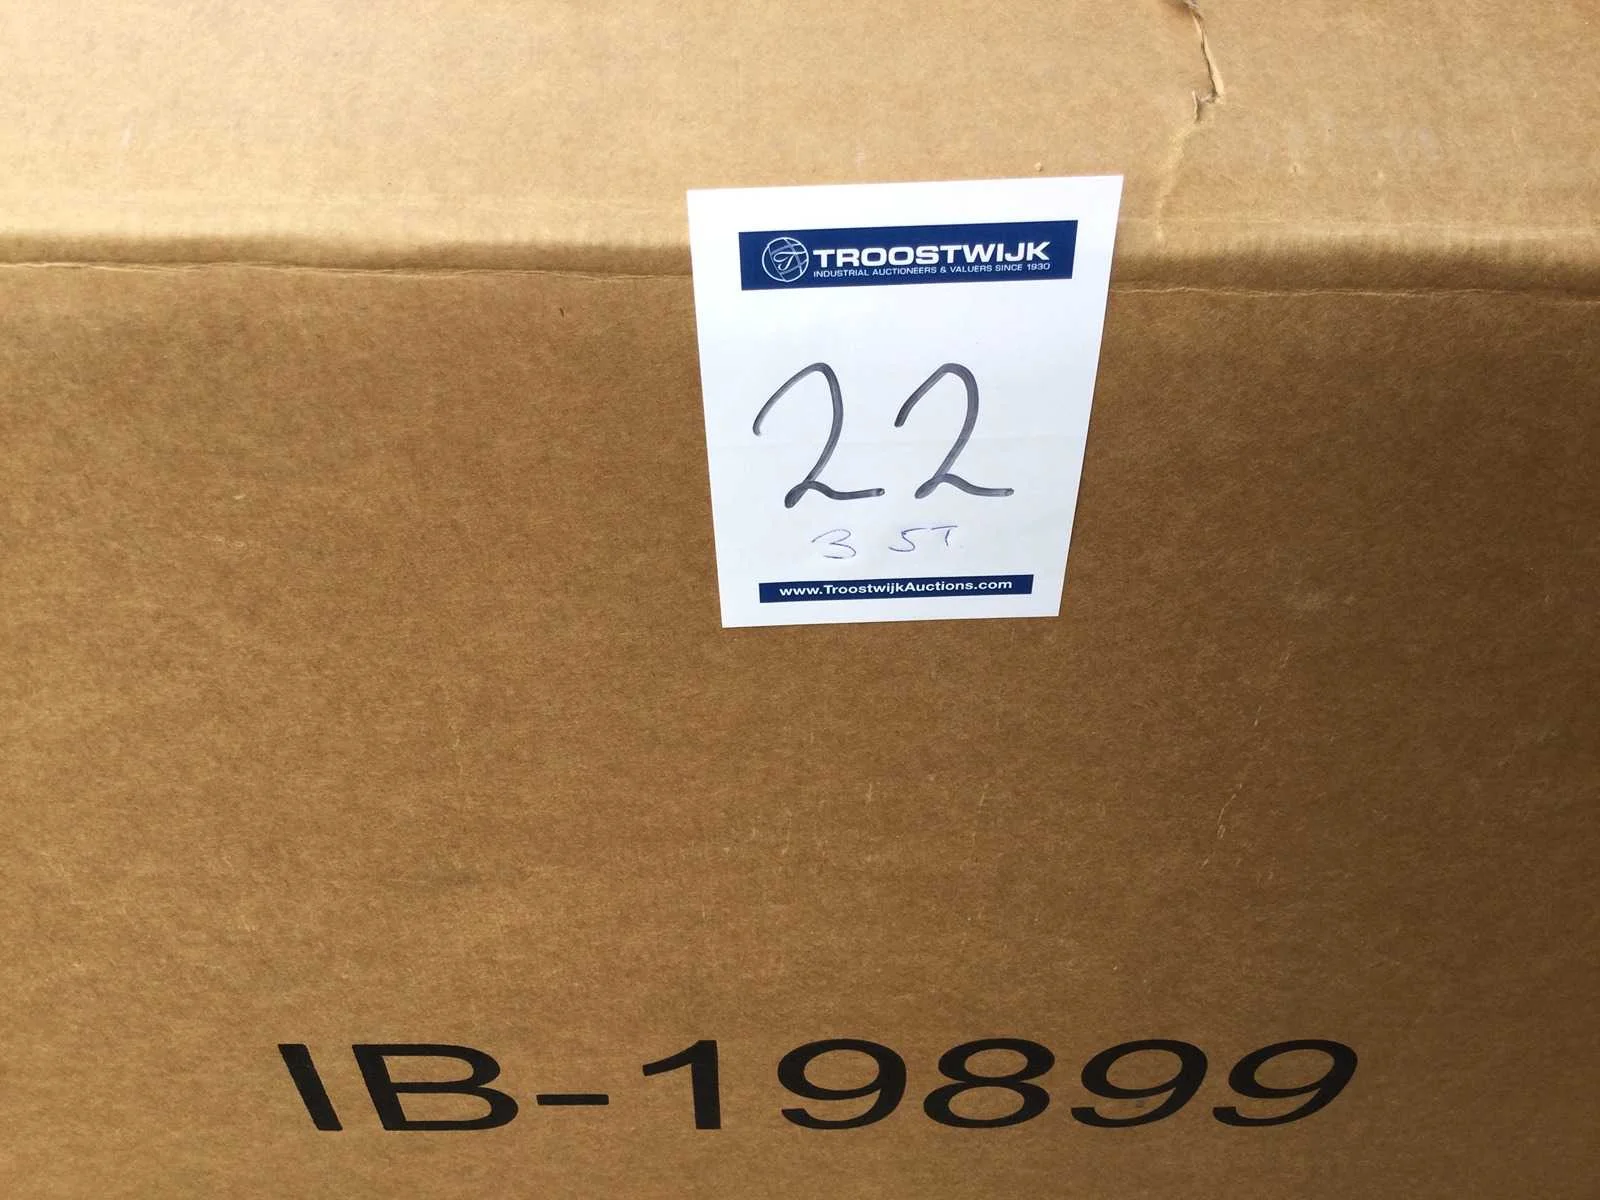 TROOSTWIJK
INDUSTRIAL AUCTIONEERS & VALUERS SINCE 1930
22
3 ST.
www.TroostwijkAuctions.com
IB-19899